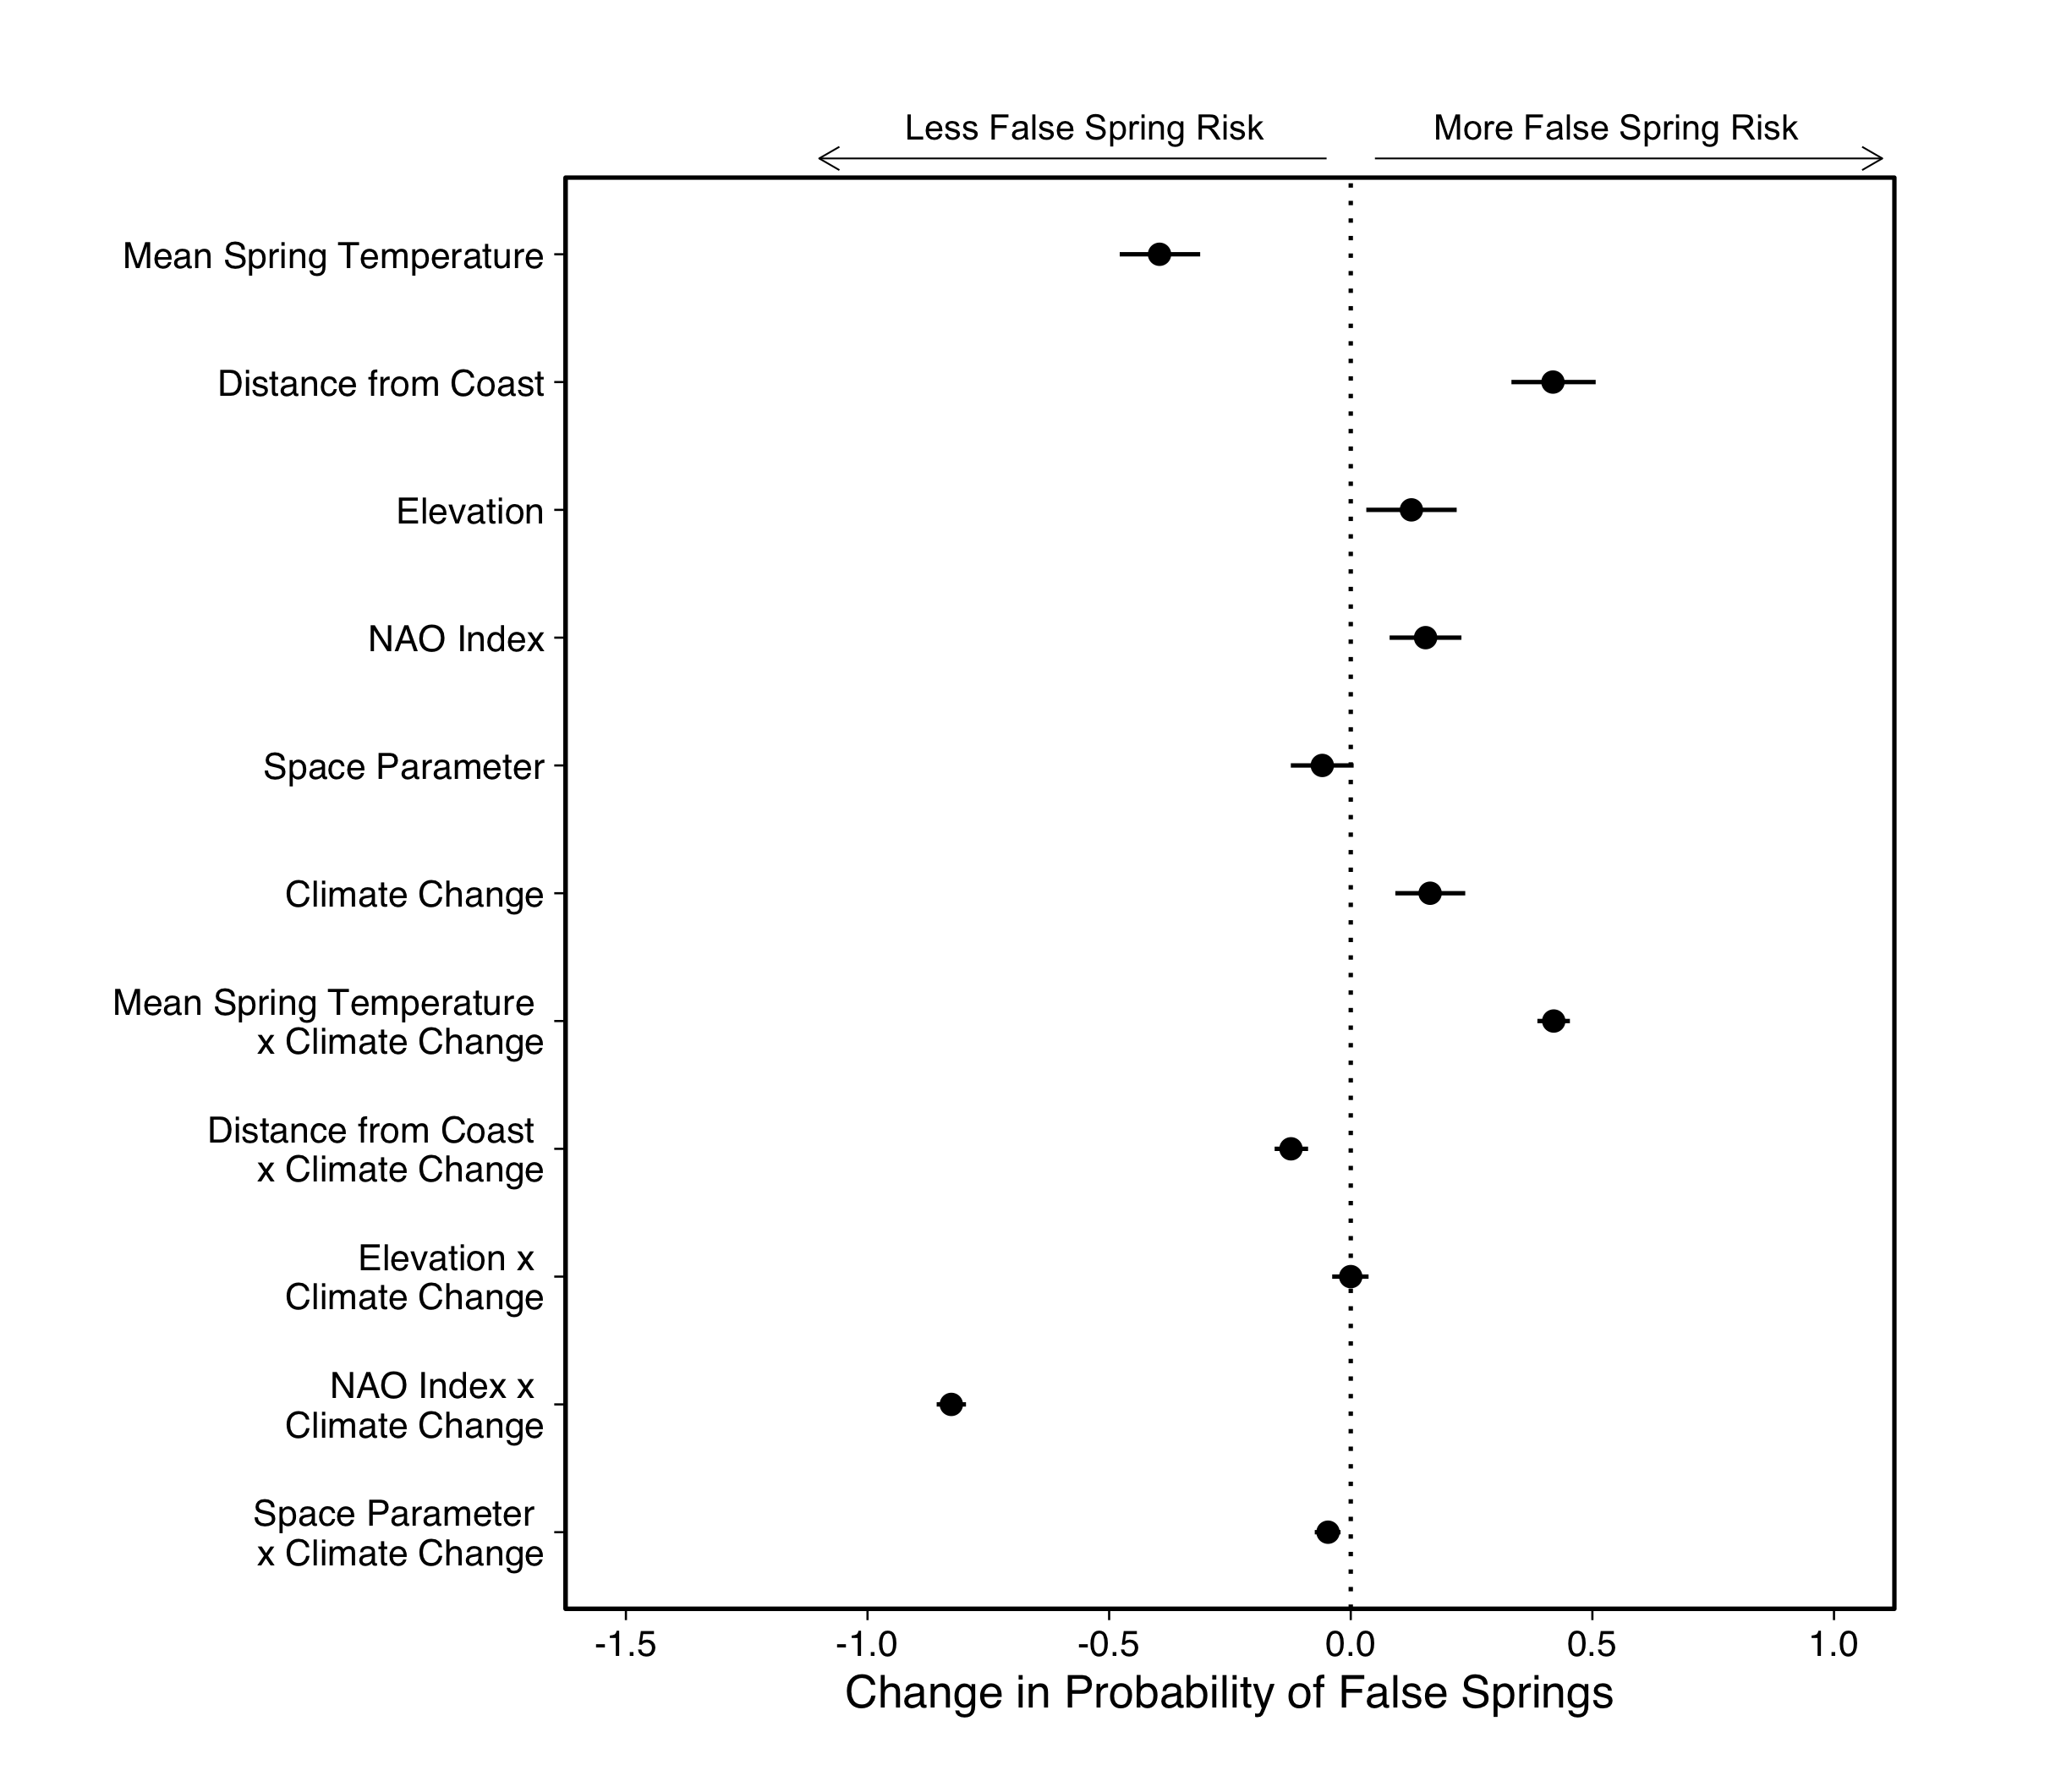 Less False Spring Risk
More False Spring Risk
Mean Spring Temperature
Distance from Coast
Elevation
NAO Index
Space Parameter
Climate Change
Mean Spring Temperature
x Climate Change
Distance from Coast
x Climate Change
Elevation x
Climate Change
NAO Index x
Climate Change
Space Parameter
x Climate Change
-1.5
-1.0
-0.5
0.0
0.5
1.0
Change in Probability of False Springs